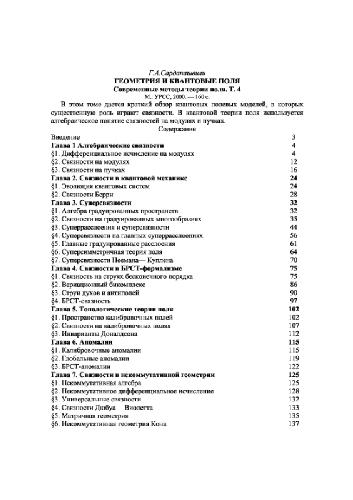 Г.А.Сарданашвили
ГЕОМЕТРИЯ И КВАНТОВЫЕ ПОЛЯ
Современные методы теории поля. Т. 4
М.: УРСС, 2000. — 160 с.
В этом томе дается краткий обзор квантовых полевых моделей, в которых
существенную роль играет связности. В квантовой теории поля используется
алгебраическое понятие связностей на модулях и пучках.
Содержание
Введение 3
Глава 1 Алгебраические связности 4
§1. Дифференциальное исчисление на модулях 4
§2. Связности на модулях 12
§3. Связности на пучках 16
Глава 2. Связности в квантовой механике 24
§1. Эволюция квантовых систем 24
§2. Связности Берри 28
Глава 3. Суперсвязности 32
§1. Алгебра градуированных пространств 32
§2. Связности на градуированных многообразиях 35
§3. Суперрасслоения и суперсвязности 44
§4. Суперсвязности на главных суперрасслоениях 56
§5. Главные градуированные расслоения 61
§6. Суперсимметричная теория поля 64
§7. Суперсвязности Неемана— Куллена 70
Глава 4. Связности в БРСТ-формализме 75
§1. Связность на струях бесконечного порядка 75
§2. Вариационный бикомплекс 86
§3. Струи духов и антиполей 90
§4. БРСТ-связность 97
Глава 5. Топологические теории поля 102
§1. Пространство калибровочных полей 102
§2. Связности на калибровочных полях 107
§3. Инварианты Дональдсона 112
Глава 6. Аномалии 115
§1. Калибровочные аномалии 115
§2. Глобальные аномалии 119
§3. БРСТ-аномалии 122
Глава 7. Связности в некоммутативной геометрии 125
§1. Некоммутативная алгебра 125
§2. Некоммутативное дифференциальное исчисление 128
§3. Универсальные связности 132
§4. Связности Дюбуа — Виолетта 133
§5. Матричная геометрия 135
§6. Некоммутативная геометрия Кона 137